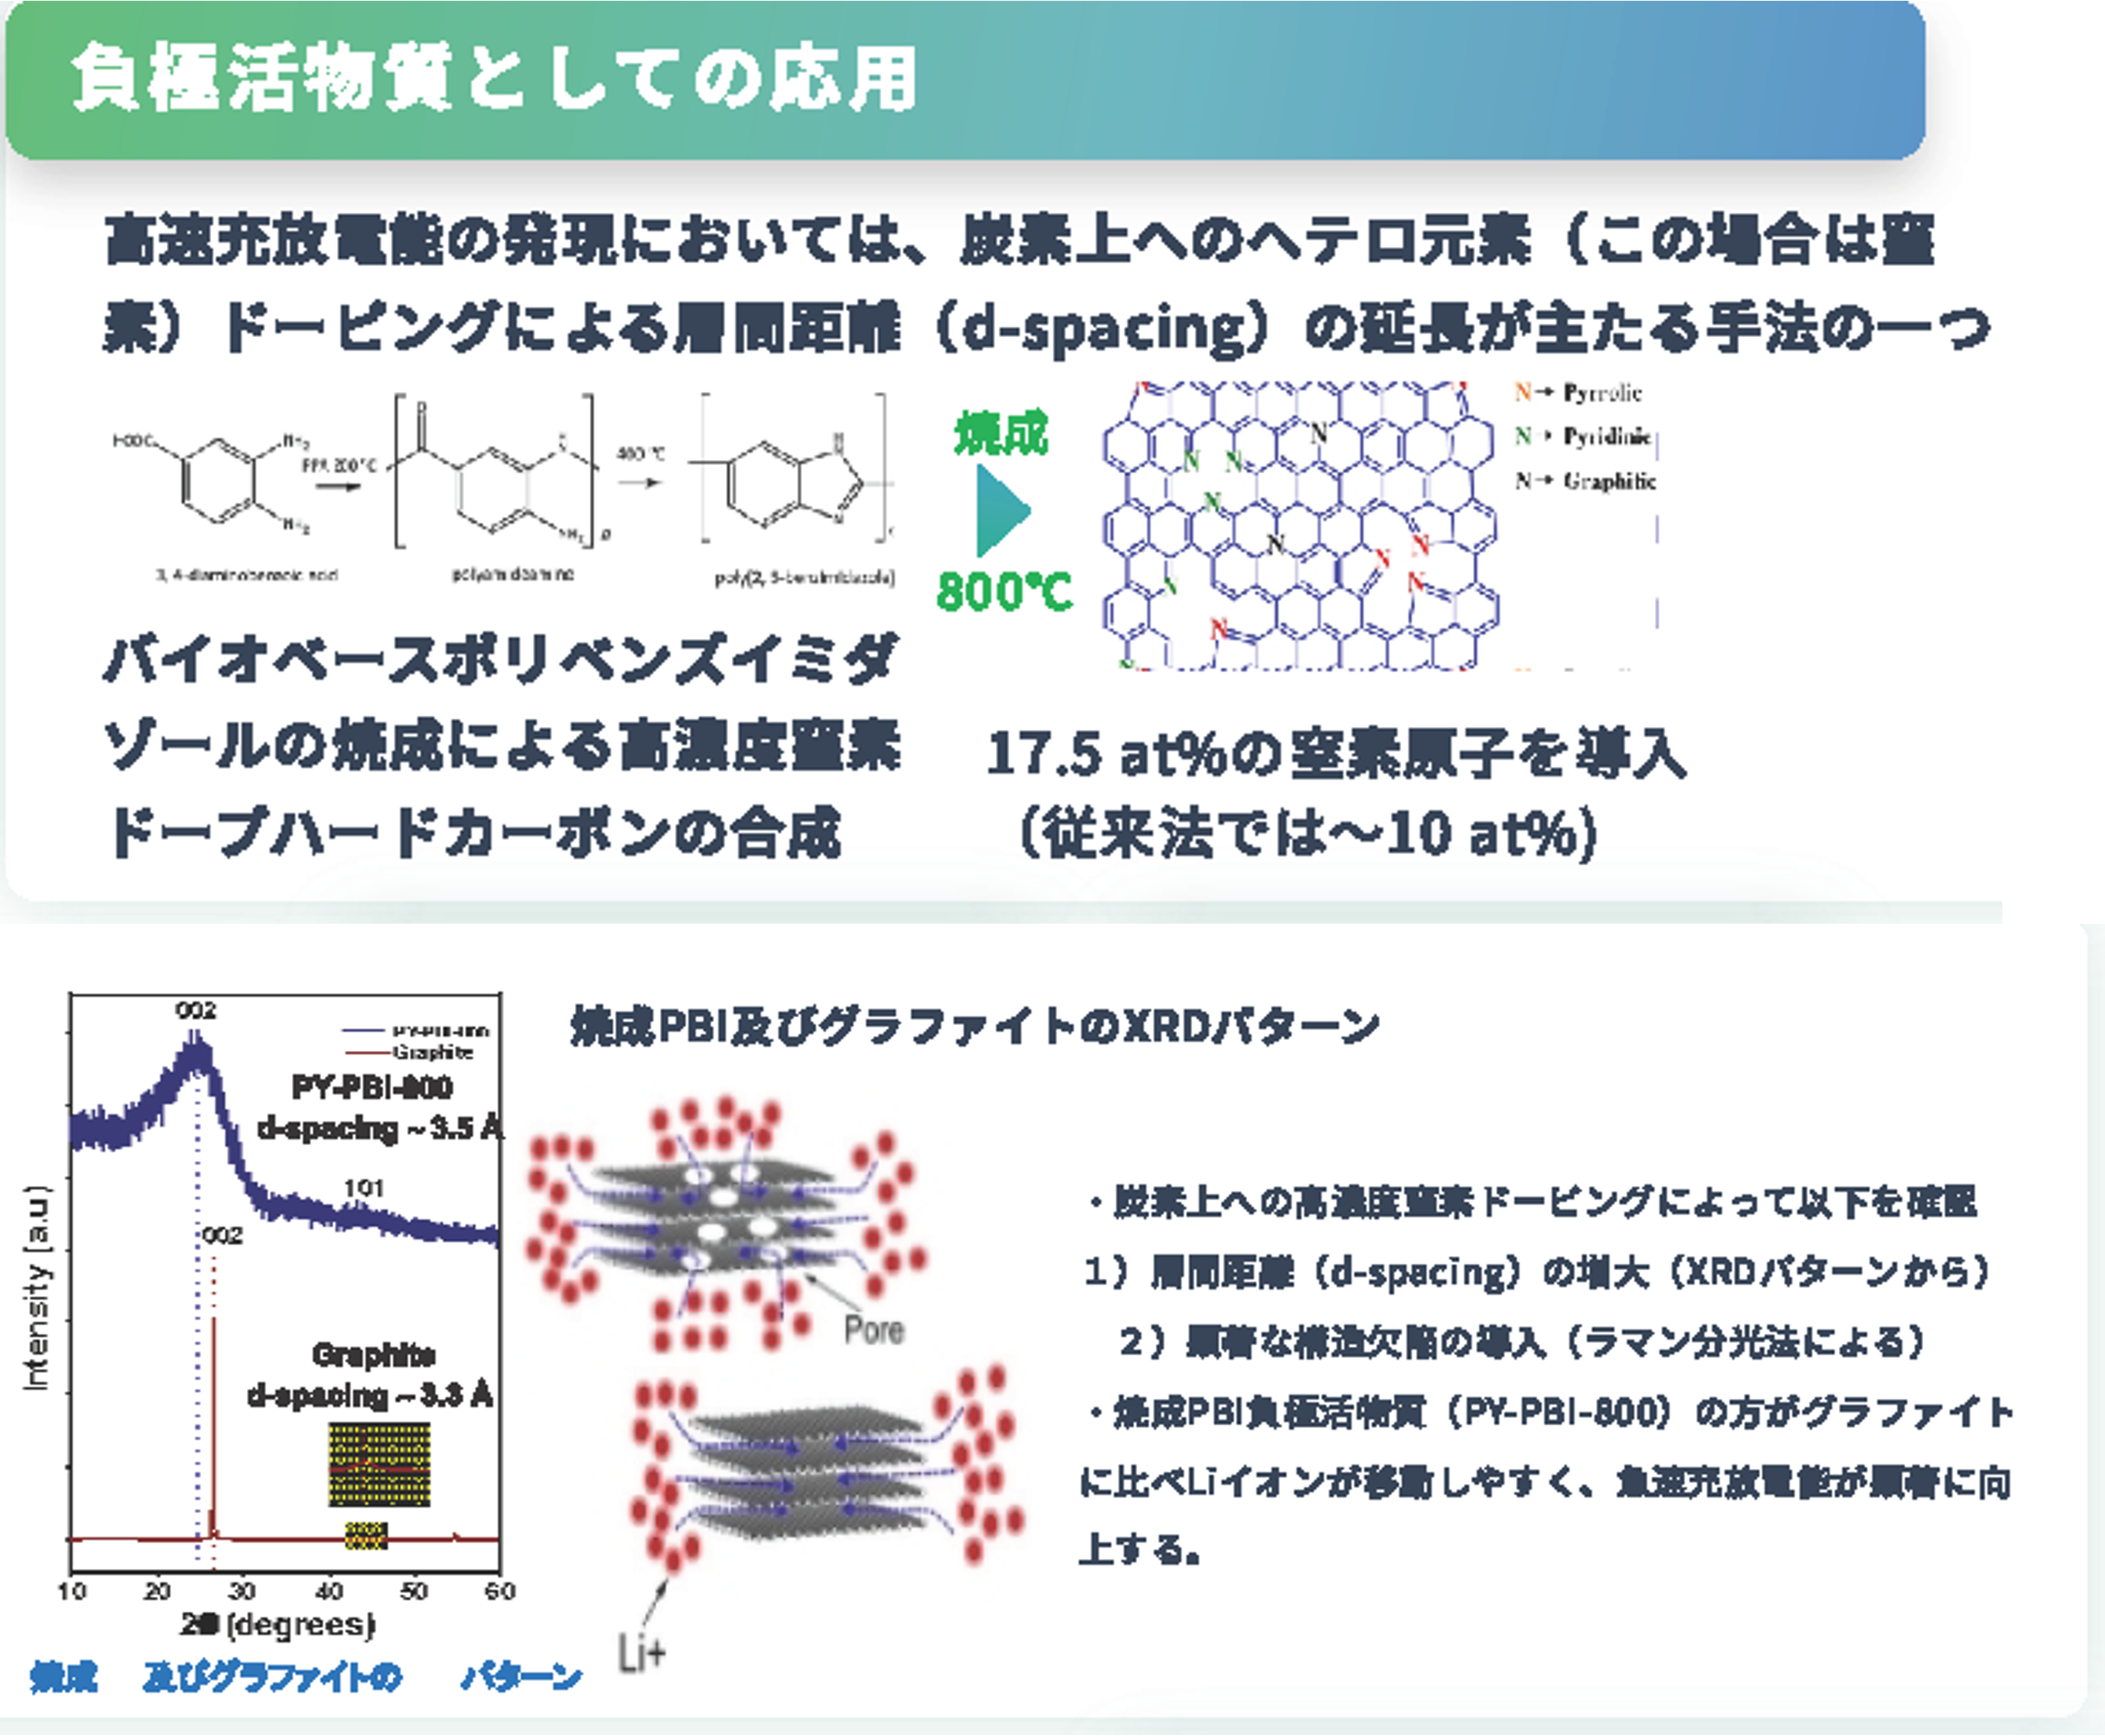 負極活物質としての応用
高速充放電能の発現においては、炭素上へのヘテロ元素（この場合は窒
素）ドーピングによる層間距離（d-spacing）の延長が主たる手法の一つ
HOOC
NH2
NH2
PPA 200°C
O
NH2
n
400 °C
N
3, 4-diaminobenzoic acid
polyamideamine
poly(2, 5-benzimidazole)
焼成
800°C
N→ Pyrrolic
N→ Pyridinic
N→ Graphitic
N
N N
N
N
N
N
N
N
N
N
バイオベースポリベンズイミダ
ゾールの焼成による高濃度窒素
ドープハードカーボンの合成
17.5 at%の窒素原子を導入
（従来法では～10 at%)
002
PY-PBI-800
Graphite
PY-PBI-800
d-spacing ~ 3.5 A
101
002
Graphite
d-spacing ~ 3.3 A
Intensity [a.u]
10 20 30 40 50 60
(degrees)
焼成 及びグラファイトの パターン
焼成PBI及びグラファイトのXRDパターン
Pore
Li+
・炭素上への高濃度窒素ドーピングによって以下を確認
１）層間距離（d-spacing）の増大（XRDパターンから）
２）顕著な構造欠陥の導入（ラマン分光法による）
・焼成PBI負極活物質（PY-PBI-800）の方がグラファイト
に比べLiイオンが移動しやすく、急速充放電能が顕著に向
上する。